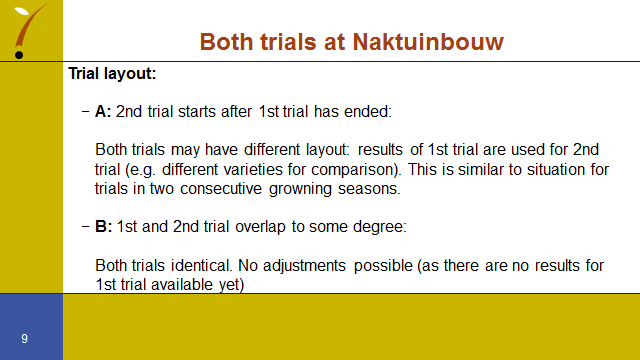 Both trials at Naktuinbouw
Trial layout:
− A: 2nd trial starts after 1st trial has ended:
Both trials may have different layout: results of 1st trial are used for 2nd
trial (e.g. different varieties for comparison). This is similar to situation for
trials in two consecutive growning seasons.
− B: 1st and 2nd trial overlap to some degree:
Both trials identical. No adjustments possible (as there are no results for
1st trial available yet)
9